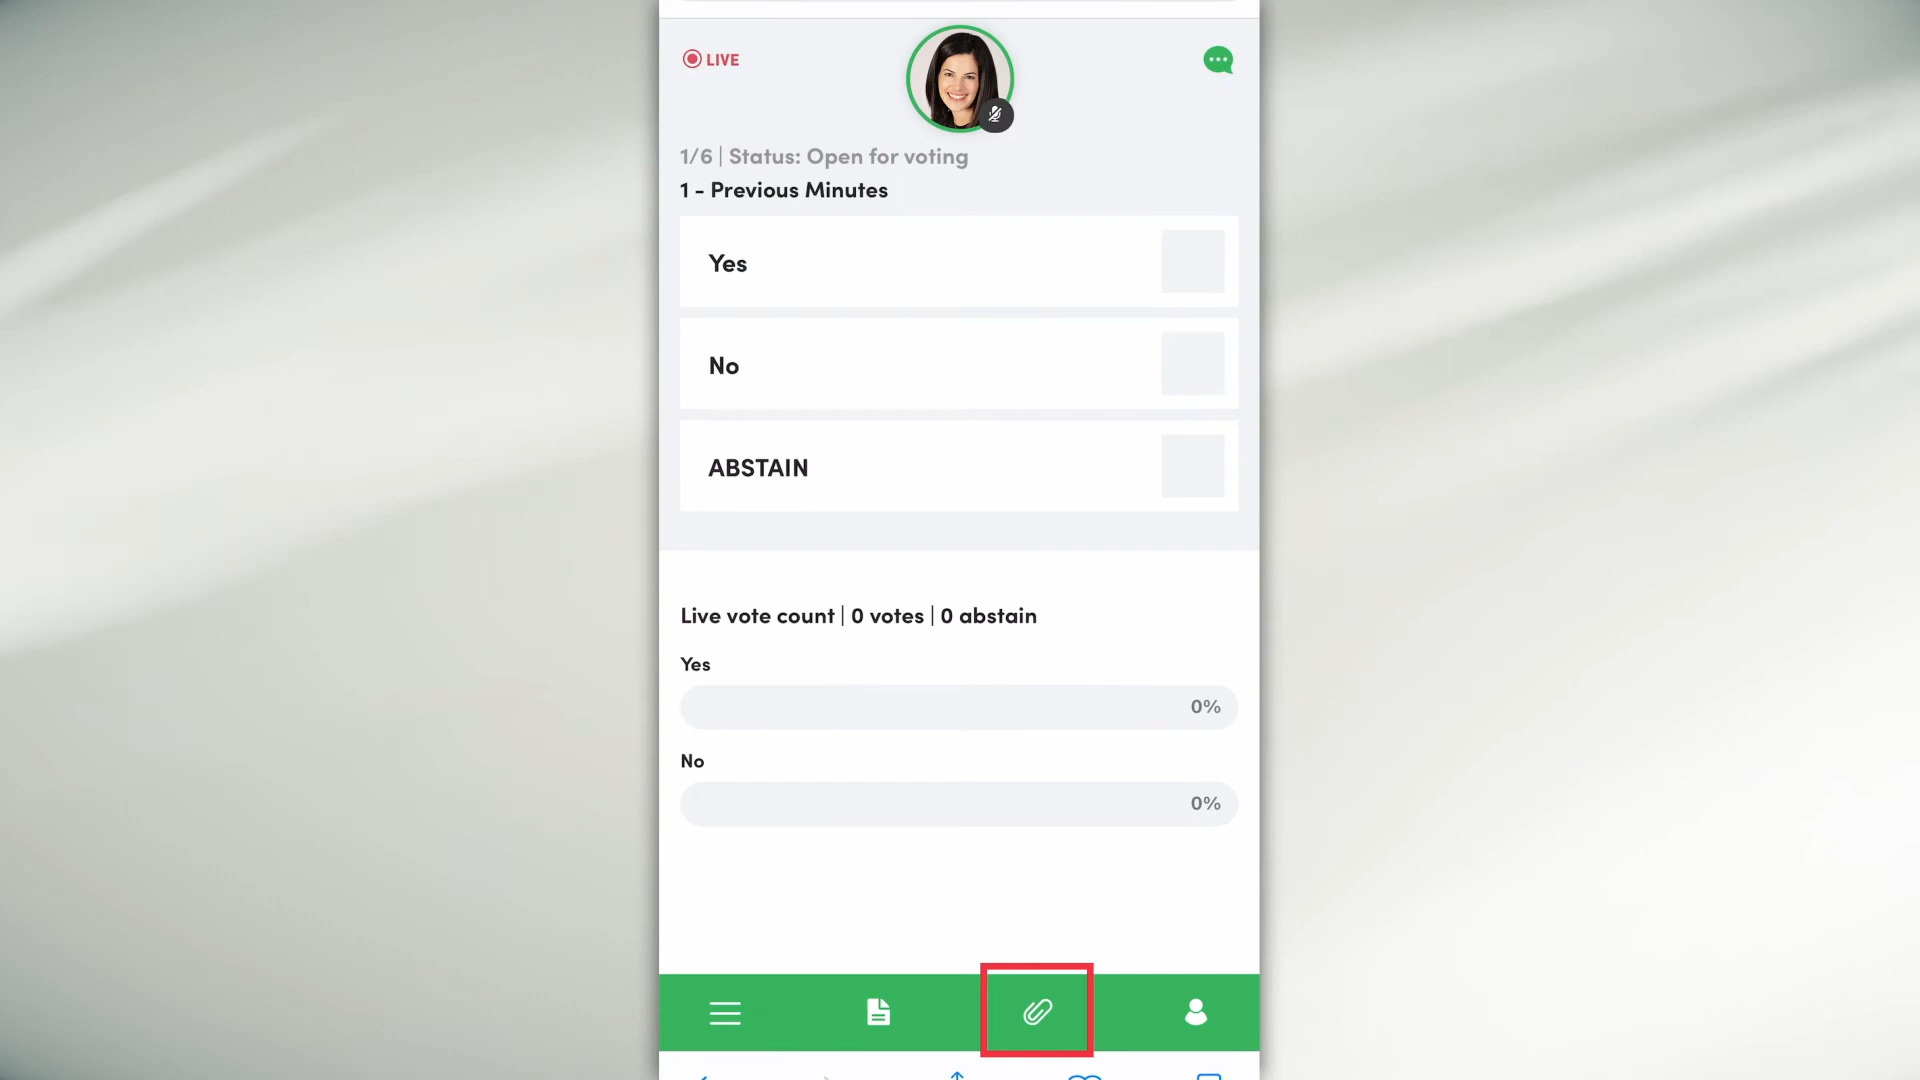 LIVE
1/6 | Status: Open for voting
1 - Previous Minutes
Yes
No
ABSTAIN
Live vote count | 0 votes | 0 abstain
Yes
0%
No
0%